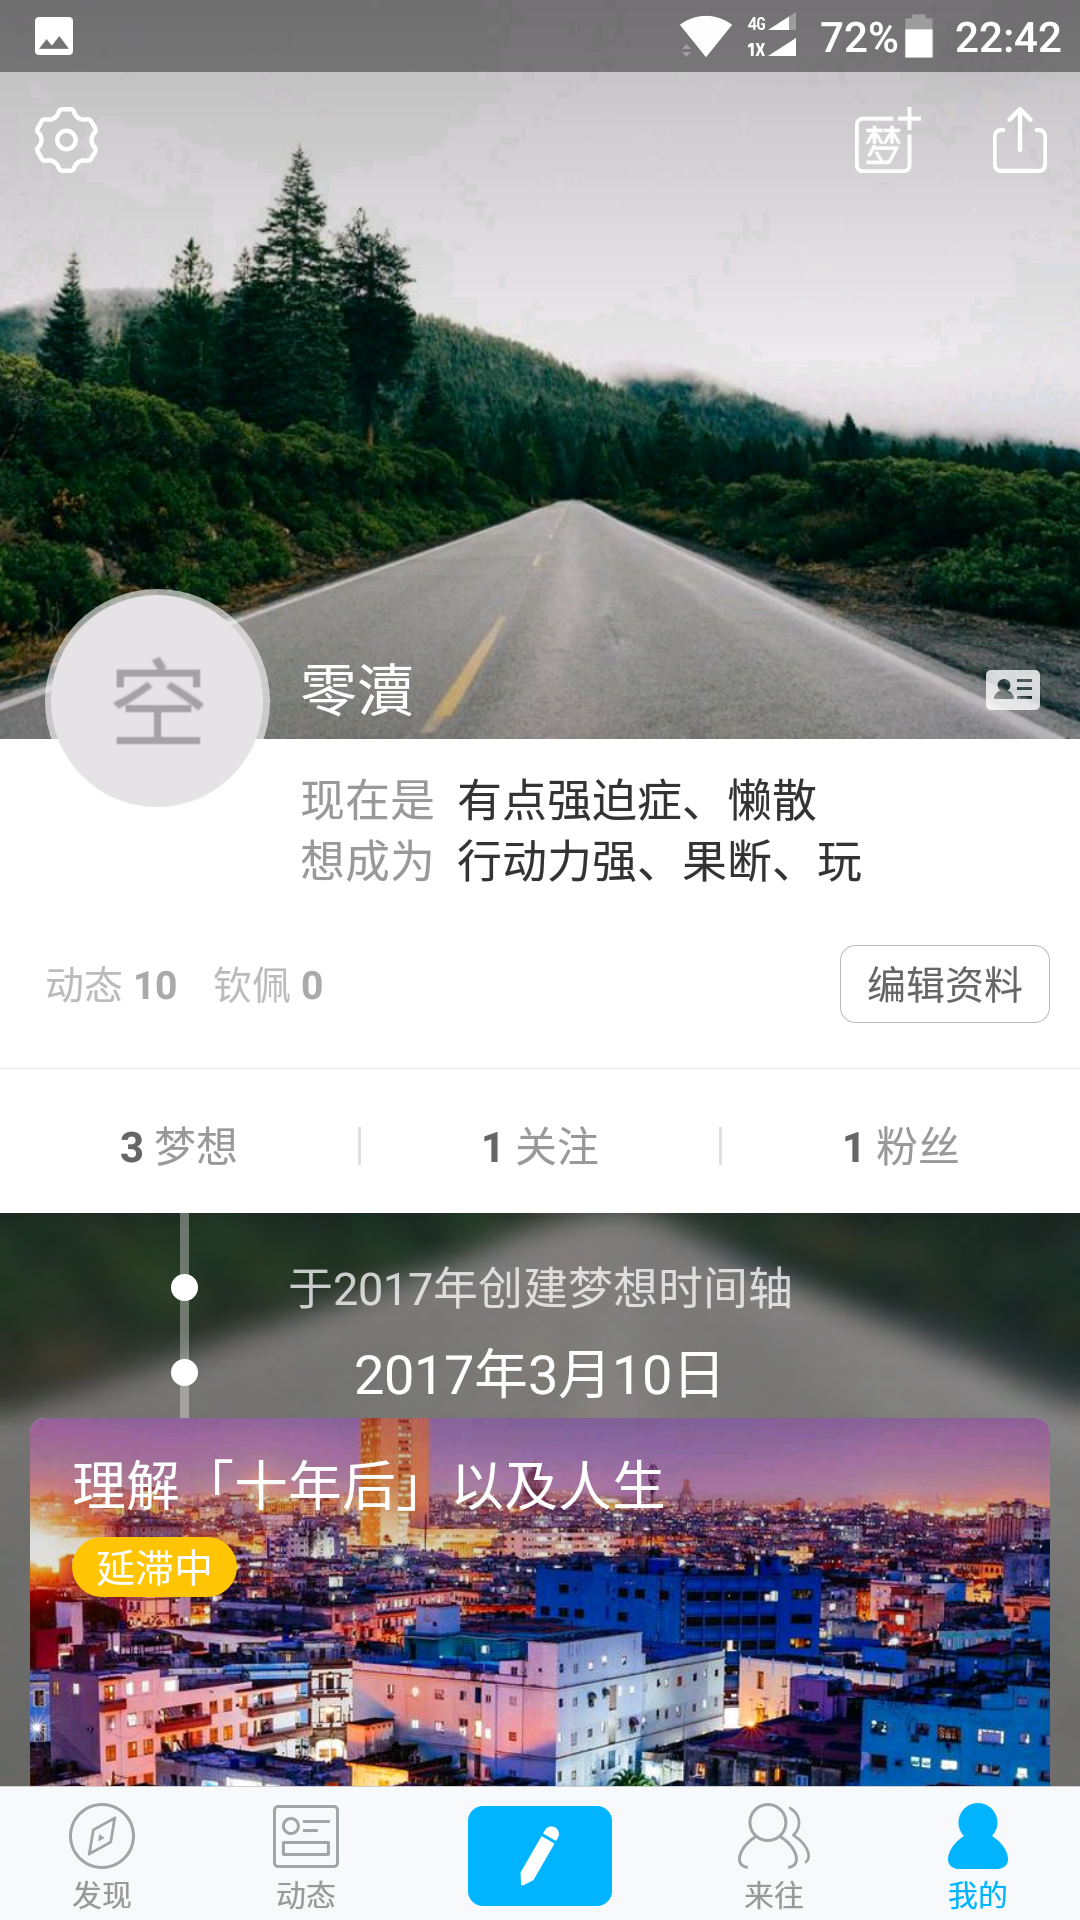 4G
1X
72%
22:42
梦
空
零瀆
现在是 有点强迫症、懒散
想成为 行动力强、果断、玩
动态 10 钦佩 0
编辑资料
3 梦想
1 关注
1 粉丝
于2017年创建梦想时间轴
2017年3月10日
理解「十年后」以及人生
延滞中
发现
动态
来往
我的